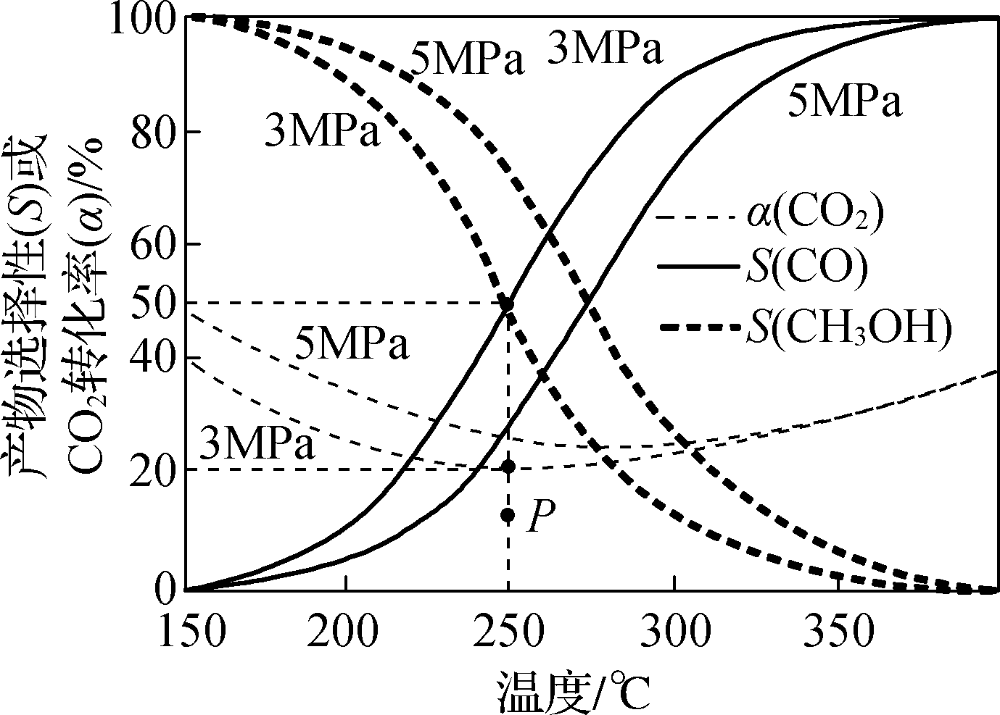 产物选择性(S)或
CO₂转化率(α)/%
100
80
60
50
40
20
0
150
200
250
300
350
温度/℃
5MPa
3MPa
3MPa
5MPa
5MPa
3MPa
P
α(CO₂)
S(CO)
S(CH₃OH)